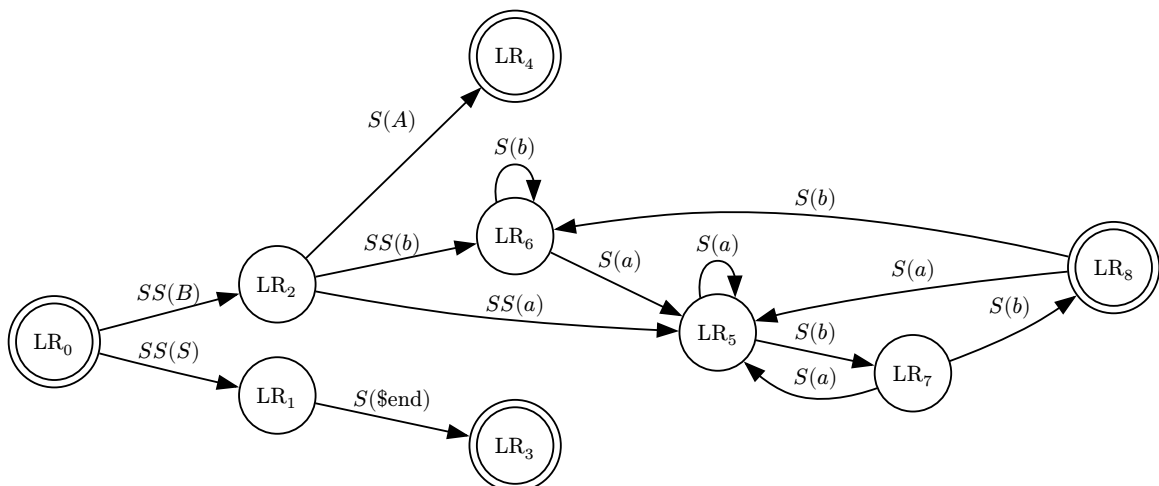 LR₄
S(A)
S(b)
S(b)
LR₆
SS(b)
S(a)
S(a)
S(a)
LR₈
LR₂
SS(B)
SS(a)
S(b)
LR₅
S(b)
LR₀
SS(S)
S(a)
LR₇
LR₁
S($end)
LR₃